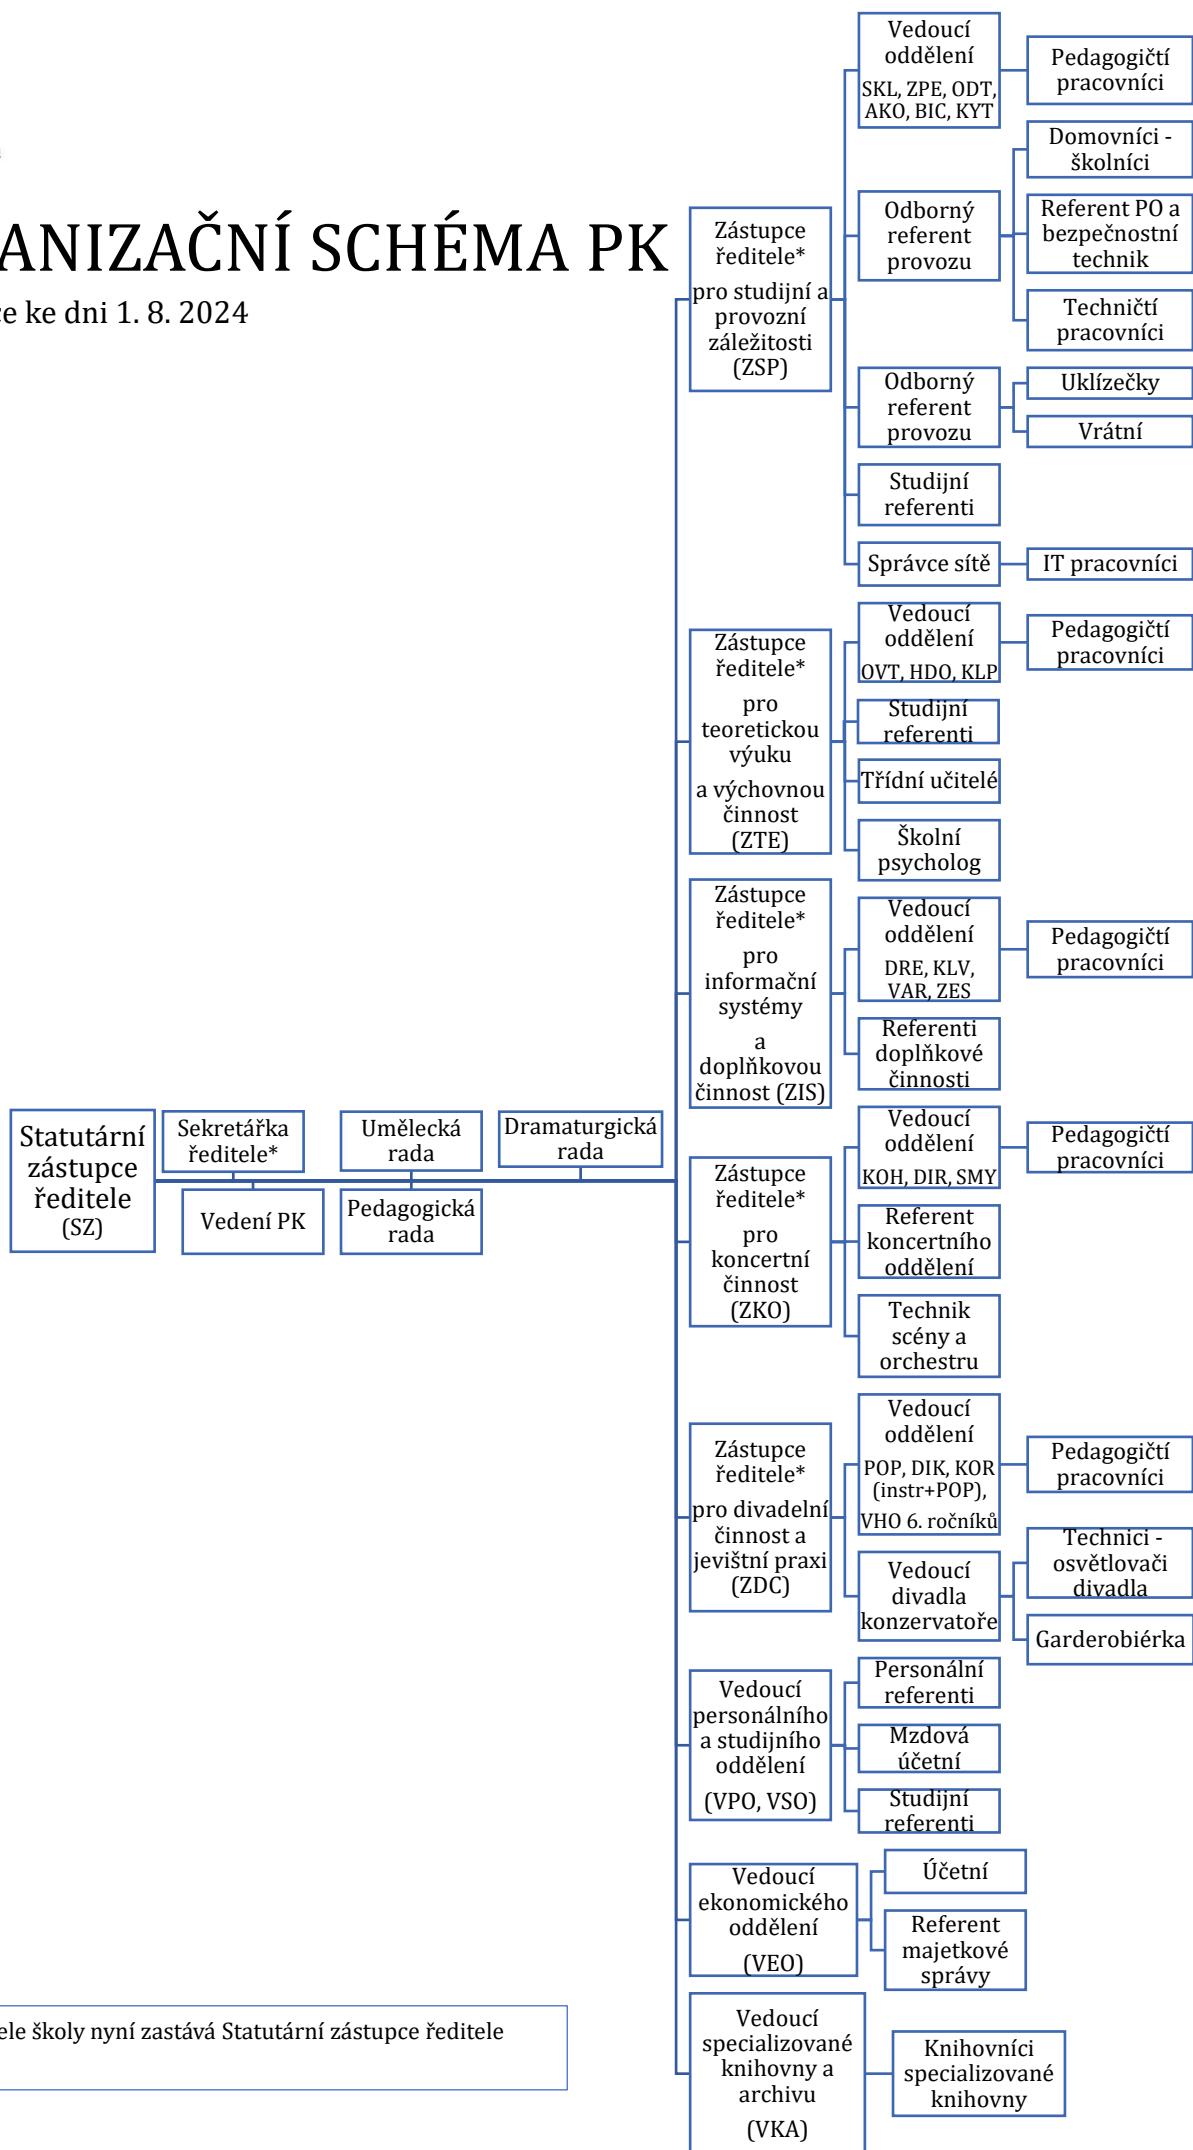 ANIZAČNÍ SCHÉMA PK
ke dni 1. 8. 2024
Statutární
zástupce
ředitele
(SZ)
Sekretářka
ředitele*
Vedení PK
Umělecká
rada
Pedagogická
rada
Dramaturgická
rada
Zástupce
ředitele*
pro studijní a
provozní
záležitosti
(ZSP)
Vedoucí
oddělení
SKL, ZPE, ODT,
AKO, BIC, KYT
Pedagogičtí
pracovníci
Odborný
referent
provozu
Domovníci -
školníci
Referent PO a
bezpečnostní
technik
Techničtí
pracovníci
Odborný
referent
provozu
Uklízečky
Vrátní
Studijní
referenti
Správce sítě
IT pracovníci
Zástupce
ředitele*
pro
teoretickou
výuku
a výchovnou
činnost
(ZTE)
Vedoucí
oddělení
OVT, HDO, KLP
Pedagogičtí
pracovníci
Studijní
referenti
Třídní učitelé
Školní
psycholog
Zástupce
ředitele*
pro
informační
systémy
a
doplňkovou
činnost (ZIS)
Vedoucí
oddělení
DRE, KLV,
VAR, ZES
Pedagogičtí
pracovníci
Referenti
doplňkové
činnosti
Zástupce
ředitele*
pro
koncertní
činnost
(ZKO)
Vedoucí
oddělení
KOH, DIR, SMY
Pedagogičtí
pracovníci
Referent
koncertního
oddělení
Technik
scény a
orchestru
Zástupce
ředitele*
pro divadelní
činnost a
jevištní praxi
(ZDC)
Vedoucí
oddělení
POP, DIK, KOR
(instr+POP),
VHO 6. ročníků
Pedagogičtí
pracovníci
Vedoucí
divadla
konzervatoře
Technici -
osvětlovači
divadla
Garderobiérka
Vedoucí
personálního
a studijního
oddělení
(VPO, VSO)
Personální
referenti
Mzdová
účetní
Studijní
referenti
Vedoucí
ekonomického
oddělení
(VEO)
Účetní
Referent
majetkové
správy
Vedoucí
specializované
knihovny a
archivu
(VKA)
Knihovníci
specializované
knihovny
ele školy nyní zastává Statutární zástupce ředitele